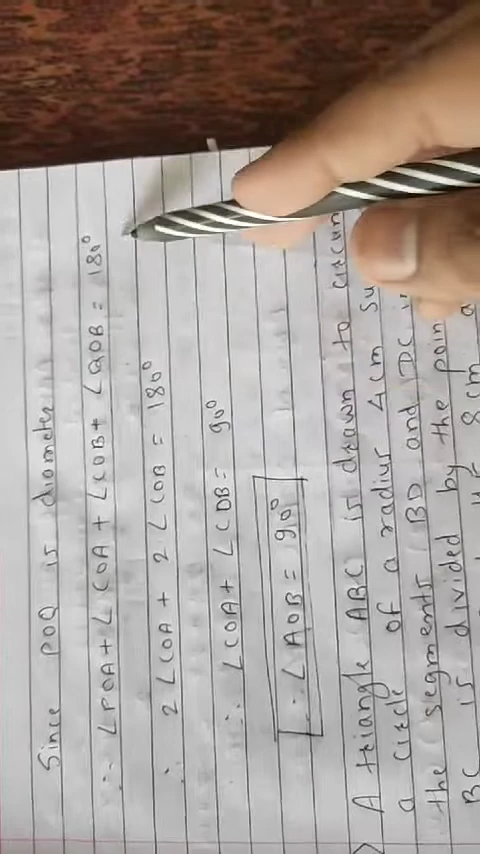 Since POQ is diameter
∴ ∠POA + ∠COA + ∠COB + ∠QOB = 180°
∴ 2∠COA + 2∠COB = 180°
∴ ∠COA + ∠COB = 90°
∴ ∠AOB = 90°
) A triangle ABC is drawn to circum
a circle of a radius 4cm su
the segments BD and DC i
BC is divided by the poin
8cm a